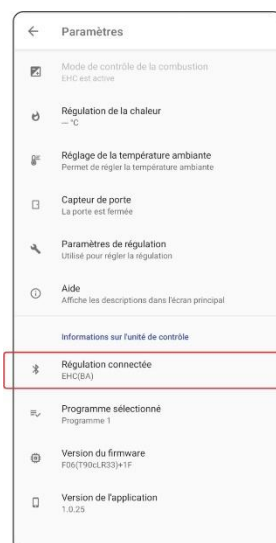 Paramètres
Mode de contrôle de la combustion
EHC est active
Régulation de la chaleur
— °C
Réglage de la température ambiante
Permet de régler la température ambiante
Capteur de porte
La porte est fermée
Paramètres de régulation
Utilisé pour régler la régulation
Aide
Affiche les descriptions dans l'écran principal
Informations sur l'unité de contrôle
Régulation connectée
EHC(BA)
Programme sélectionné
Programme 1
Version du firmware
F06(T90cLR33)+1F
Version de l'application
1.0.25